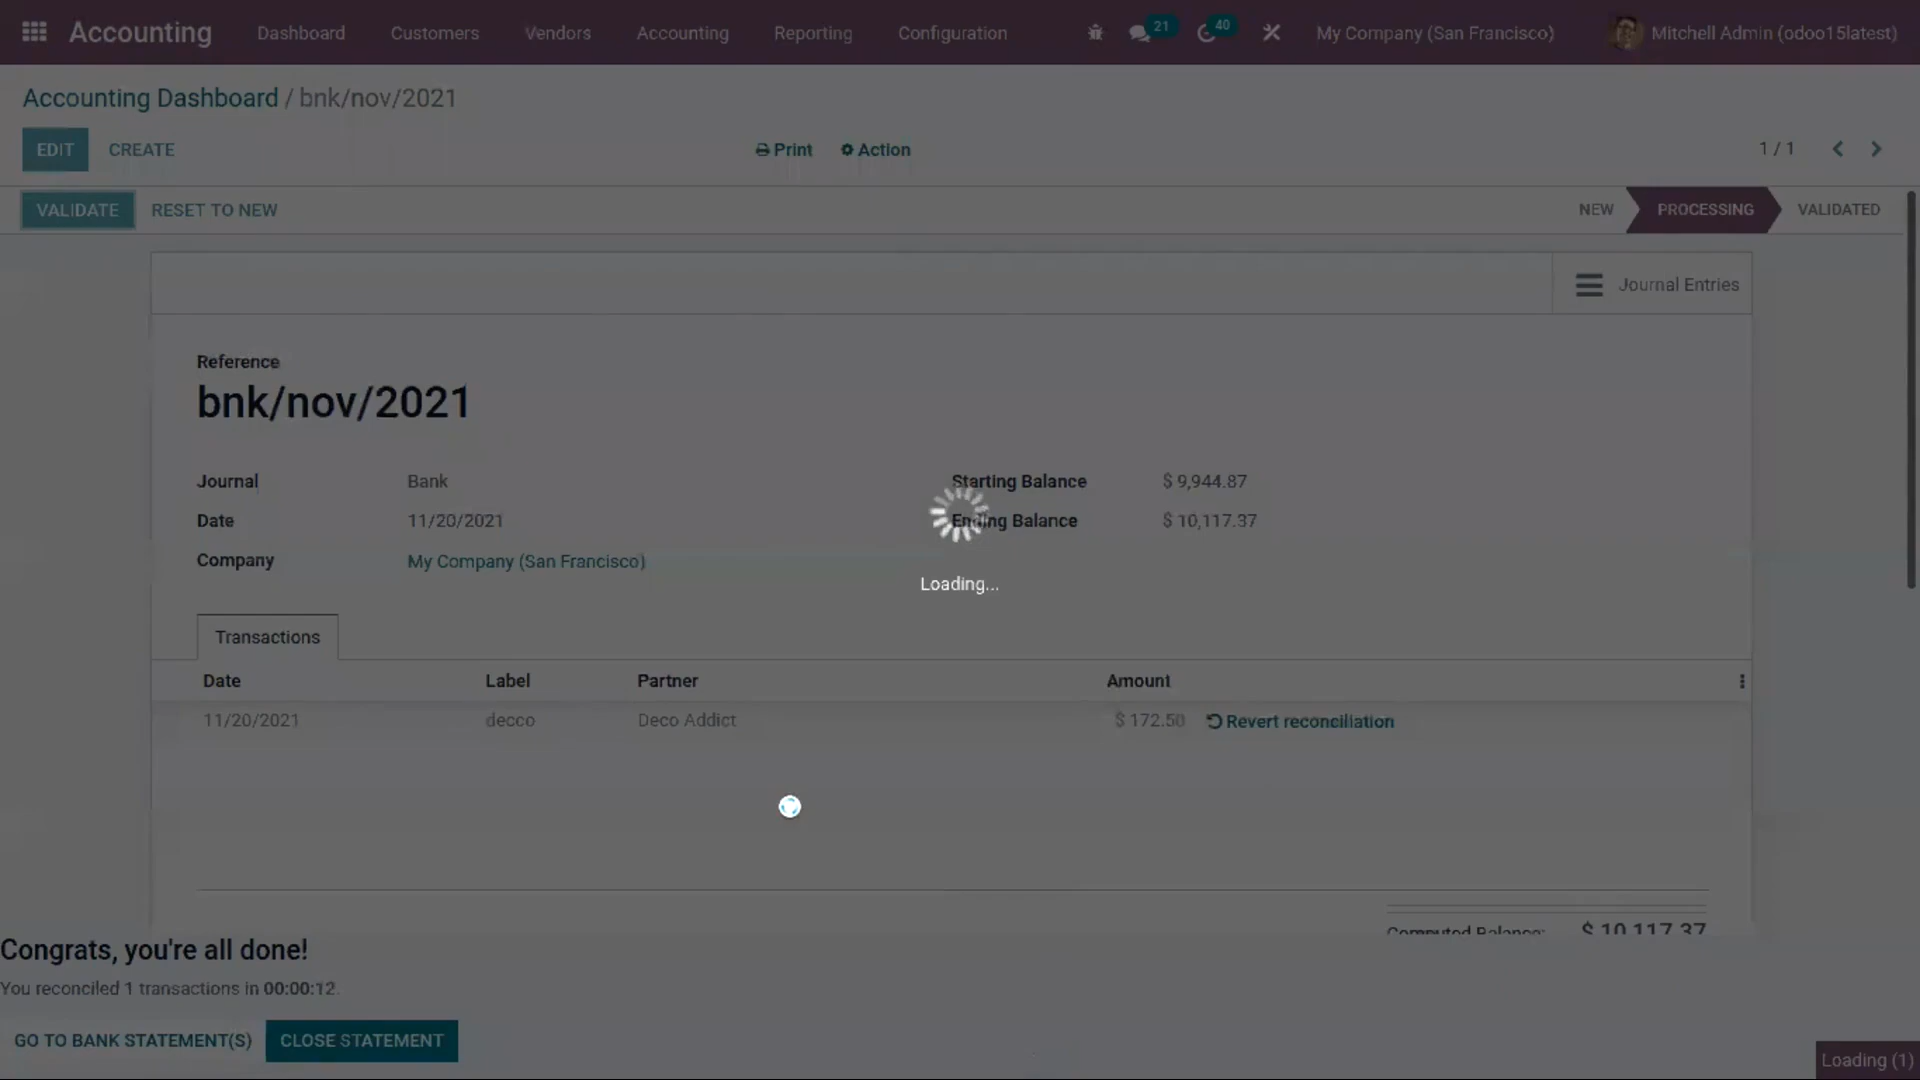 Accounting Dashboard Customers Vendors Accounting Reporting Configuration 21 40 My Company (San Francisco) Mitchell Admin (odoo15latest)
Accounting Dashboard / bnk/nov/2021
EDIT CREATE Print Action 1 / 1
VALIDATE RESET TO NEW NEW PROCESSING VALIDATED
Journal Entries
Reference
bnk/nov/2021
Journal Bank Starting Balance $ 9,944.87
Date 11/20/2021 Ending Balance $ 10,117.37
Company My Company (San Francisco)
Loading...
Transactions
Date Label Partner Amount
11/20/2021 decco Deco Addict $ 172.50 Revert reconciliation
Computed Balance: $ 10,117.37
Congrats, you're all done!
You reconciled 1 transactions in 00:00:12.
GO TO BANK STATEMENT(S) CLOSE STATEMENT
Loading (1)